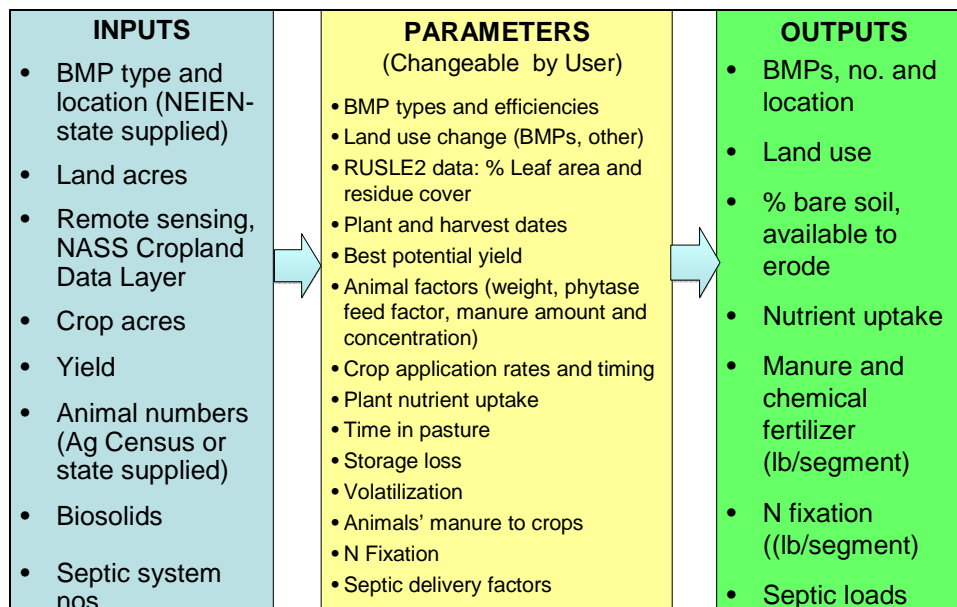 INPUTS
• BMP type and
location (NEIEN-
state supplied)
• Land acres
• Remote sensing,
NASS Cropland
Data Layer
• Crop acres
• Yield
• Animal numbers
(Ag Census or
state supplied)
• Biosolids
• Septic system
nos
PARAMETERS
(Changeable by User)
• BMP types and efficiencies
• Land use change (BMPs, other)
• RUSLE2 data: % Leaf area and
residue cover
• Plant and harvest dates
• Best potential yield
• Animal factors (weight, phytase
feed factor, manure amount and
concentration)
• Crop application rates and timing
• Plant nutrient uptake
• Time in pasture
• Storage loss
• Volatilization
• Animals’ manure to crops
• N Fixation
• Septic delivery factors
OUTPUTS
• BMPs, no. and
location
• Land use
• % bare soil,
available to
erode
• Nutrient uptake
• Manure and
chemical
fertilizer
(lb/segment)
• N fixation
((lb/segment)
• Septic loads